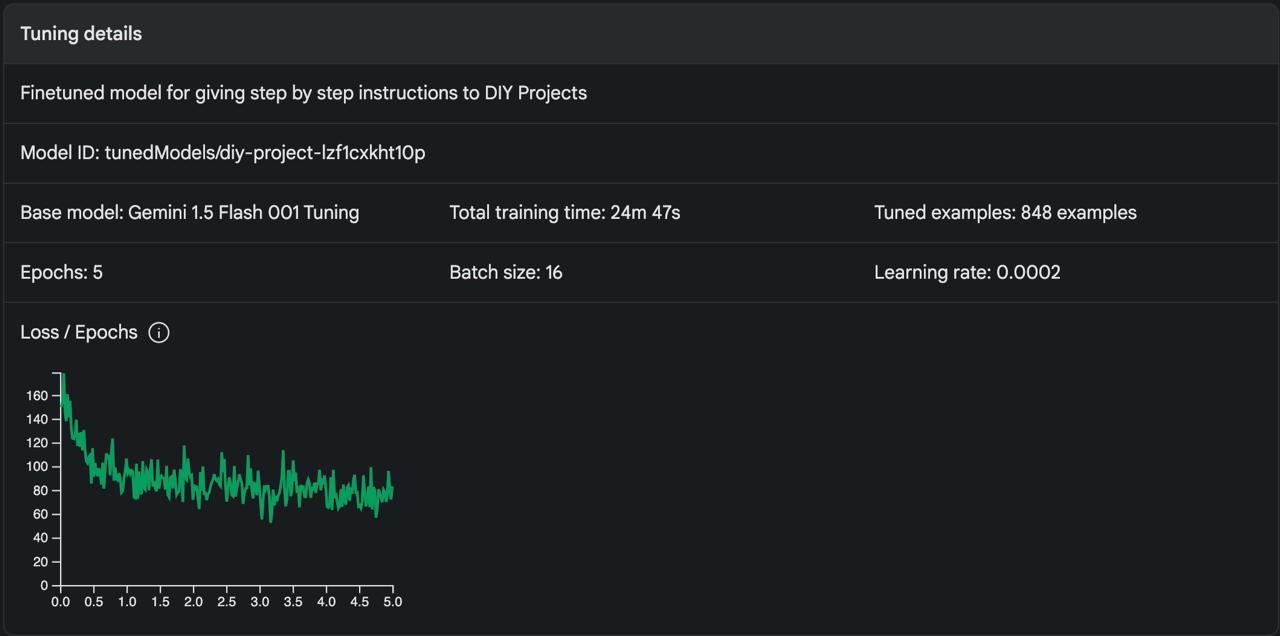 Tuning details
Finetuned model for giving step by step instructions to DIY Projects
Model ID: tunedModels/diy-project-lzf1cxkht10p
Base model: Gemini 1.5 Flash 001 Tuning Total training time: 24m 47s Tuned examples: 848 examples
Epochs: 5 Batch size: 16 Learning rate: 0.0002
Loss / Epochs
160
140
120
100
80
60
40
20
0
0.0 0.5 1.0 1.5 2.0 2.5 3.0 3.5 4.0 4.5 5.0